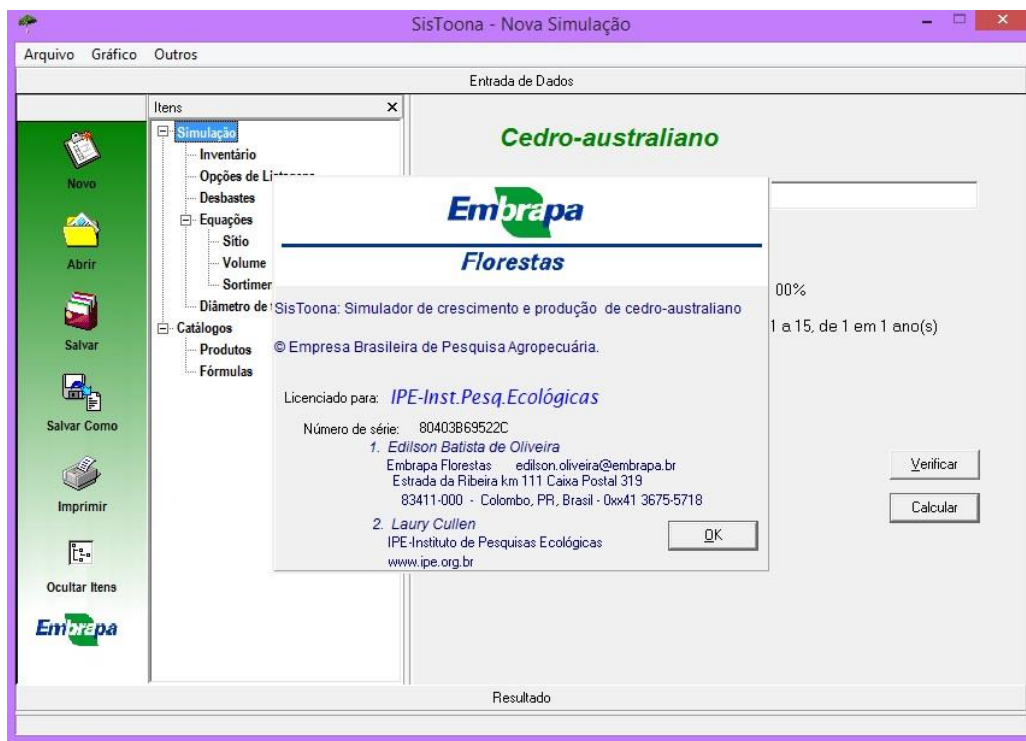 SisToona - Nova Simulação
Arquivo Gráfico Outros
Entrada de Dados
Novo
Abrir
Salvar
Salvar Como
Imprimir
Ocultar Itens
Embrapa
Itens
Simulação
Inventário
Opções de
Desbastes
Equações
Sítio
Volume
Diâmetro de
Catálogos
Produtos
Fórmulas
Cedro-australiano
00%
1 a 15, de 1 em 1 ano(s)
Verificar
Calcular
Embrapa
Florestas
SisToona: Simulador de crescimento e produção de cedro-australiano
© Empresa Brasileira de Pesquisa Agropecuária.
Licenciado para: IPE-Inst.Pesq.Ecológicas
Número de série: 80403B69522C
1. Edilson Batista de Oliveira
Embrapa Florestas edilson.oliveira@embrapa.br
Estrada da Ribeira km 111 Caixa Postal 319
83411-000 - Colombo, PR, Brasil - 0xx41 3675-5718
2. Laury Cullen
IPE-Instituto de Pesquisas Ecológicas
www.ipe.org.br
OK
Resultado